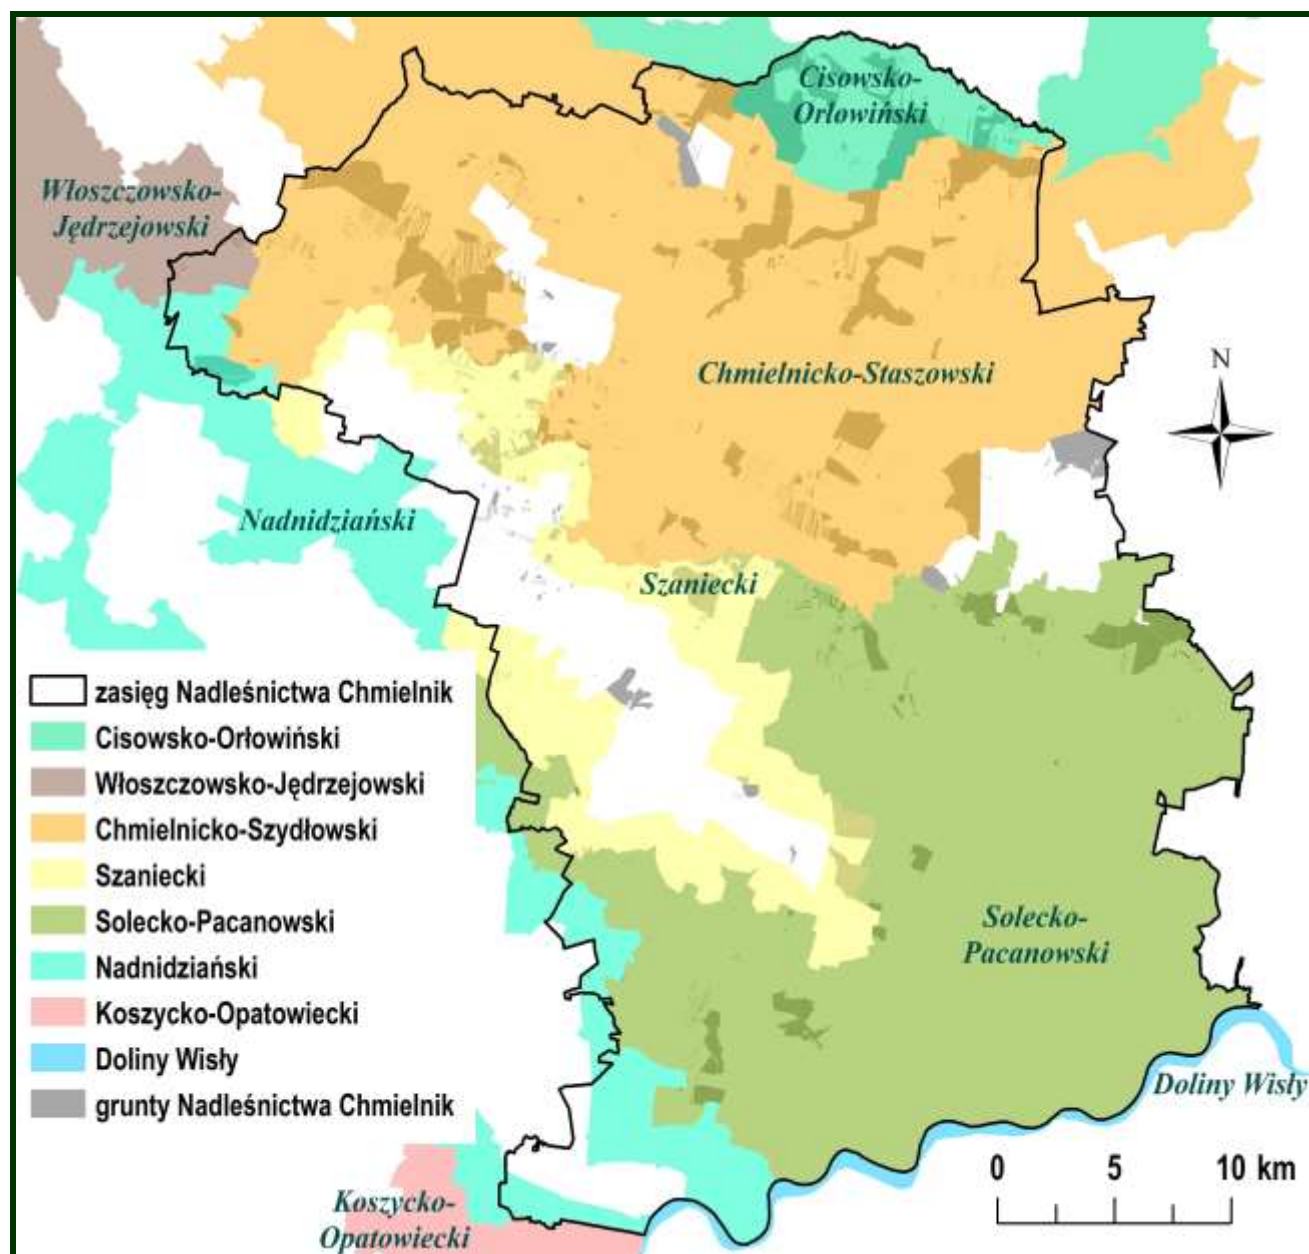 Cisowsko-
Orłowiński
Włoszczowsko-
Jędrzejowski
Chmielnicko-Staszowski
N
Nadnidziański
Szaniecki
zasięg Nadleśnictwa Chmielnik
Cisowsko-Orłowiński
Włoszczowsko-Jędrzejowski
Chmielnicko-Szydłowski
Szaniecki
Solecko-Pacanowski
Nadnidziański
Koszycko-Opatowiecki
Doliny Wisły
grunty Nadleśnictwa Chmielnik
Solecko-
Pacanowski
Doliny Wisły
0 5 10 km
Koszycko-
Opatowiecki